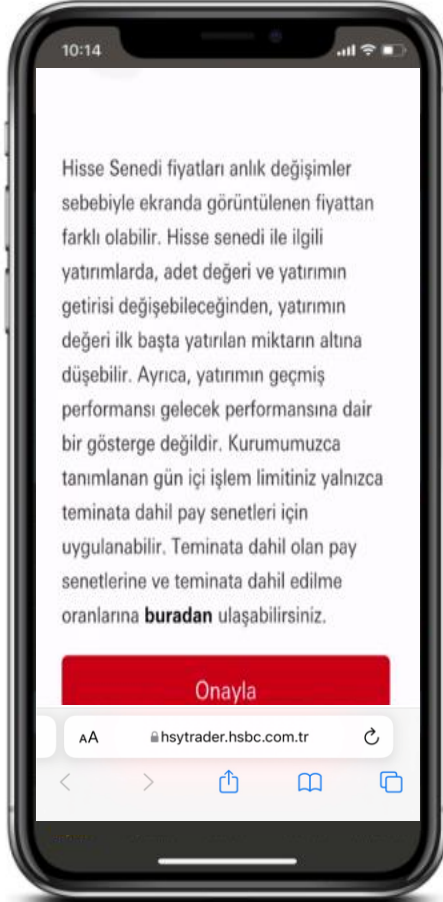 10:14
Hisse Senedi fiyatları anlık değişimler
sebebiyle ekranda görüntülenen fiyattan
farklı olabilir. Hisse senedi ile ilgili
yatırımlarda, adet değeri ve yatırımın
getirisi değişebileceğinden, yatırımın
değeri ilk başta yatırılan miktarın altına
düşebilir. Ayrıca, yatırımın geçmiş
performansı gelecek performansına dair
bir gösterge değildir. Kurumumuzca
tanımlanan gün içi işlem limitiniz yalnızca
teminata dahil pay senetleri için
uygulanabilir. Teminata dahil olan pay
senetlerine ve teminata dahil edilme
oranlarına buradan ulaşabilirsiniz.
Onayla
AA hsytrader.hsbc.com.tr